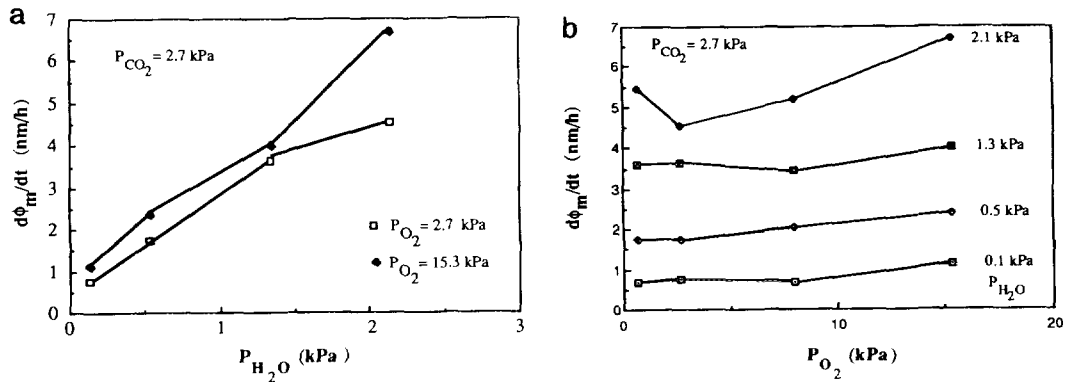 a
7
6
5
4
3
2
1
0
dϕm/dt (nm/h)
P_CO2 = 2.7 kPa
P_O2 = 2.7 kPa
P_O2 = 15.3 kPa
0 1 2 3
P_H2O (kPa)
b
7
6
5
4
3
2
1
0
dϕm/dt (nm/h)
P_CO2 = 2.7 kPa
2.1 kPa
1.3 kPa
0.5 kPa
0.1 kPa
P_H2O
0 10 20
P_O2 (kPa)